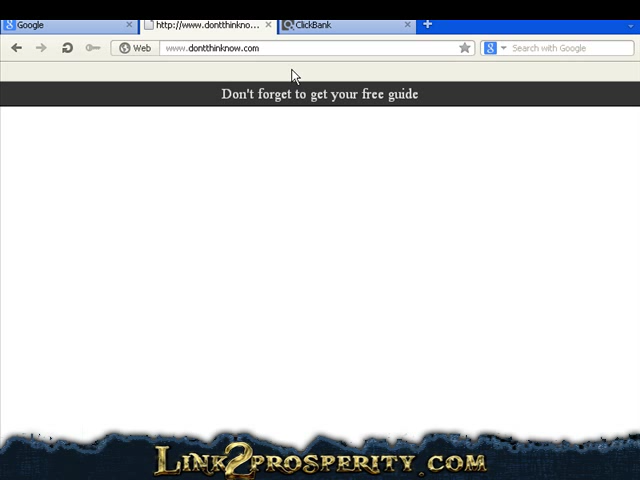 Google
http://www.dontthinkno...
ClickBank
Web
www.dontthinknow.com
Search with Google
Don't forget to get your free guide
LINK2PROSPERITY.COM